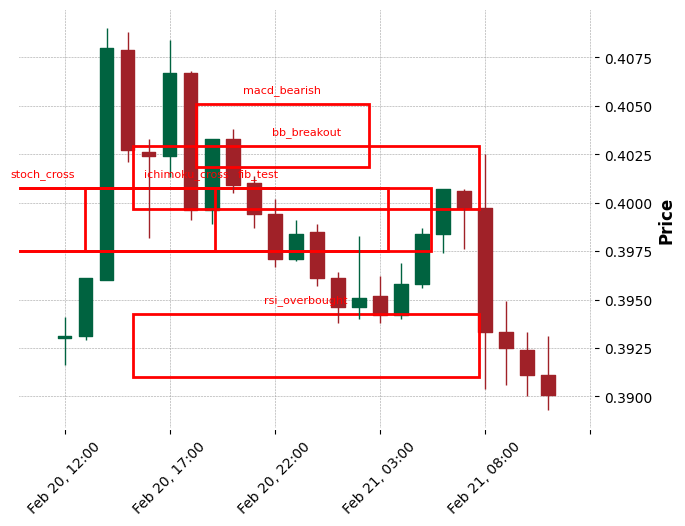 macd_bearish
bb_breakout
stoch_cross
ichimoku_cross
fib_test
rsi_overbought
0.4075
0.4050
0.4025
0.4000
0.3975
0.3950
0.3925
0.3900
Price
Feb 20, 12:00
Feb 20, 17:00
Feb 20, 22:00
Feb 21, 03:00
Feb 21, 08:00